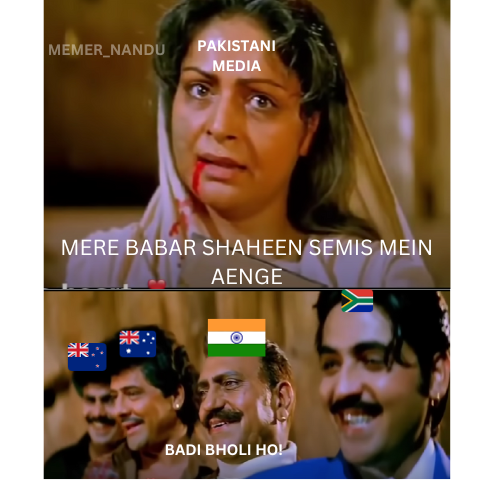 MEMER_NANDU
PAKISTANI
MEDIA
MERE BABAR SHAHEEN SEMIS MEIN
AENGE
BADI BHOLI HO!